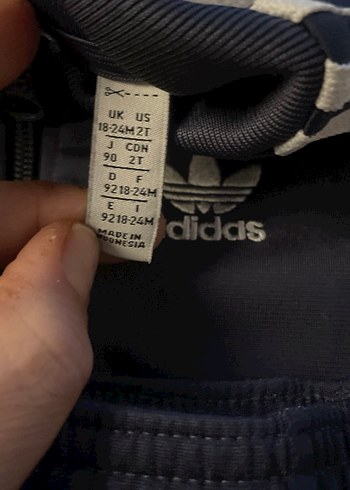 UK US
18-24M 2T
J CDN
90 2T
D F
92 18-24M
E I
92 18-24M
MADE IN
INDONESIA
adidas